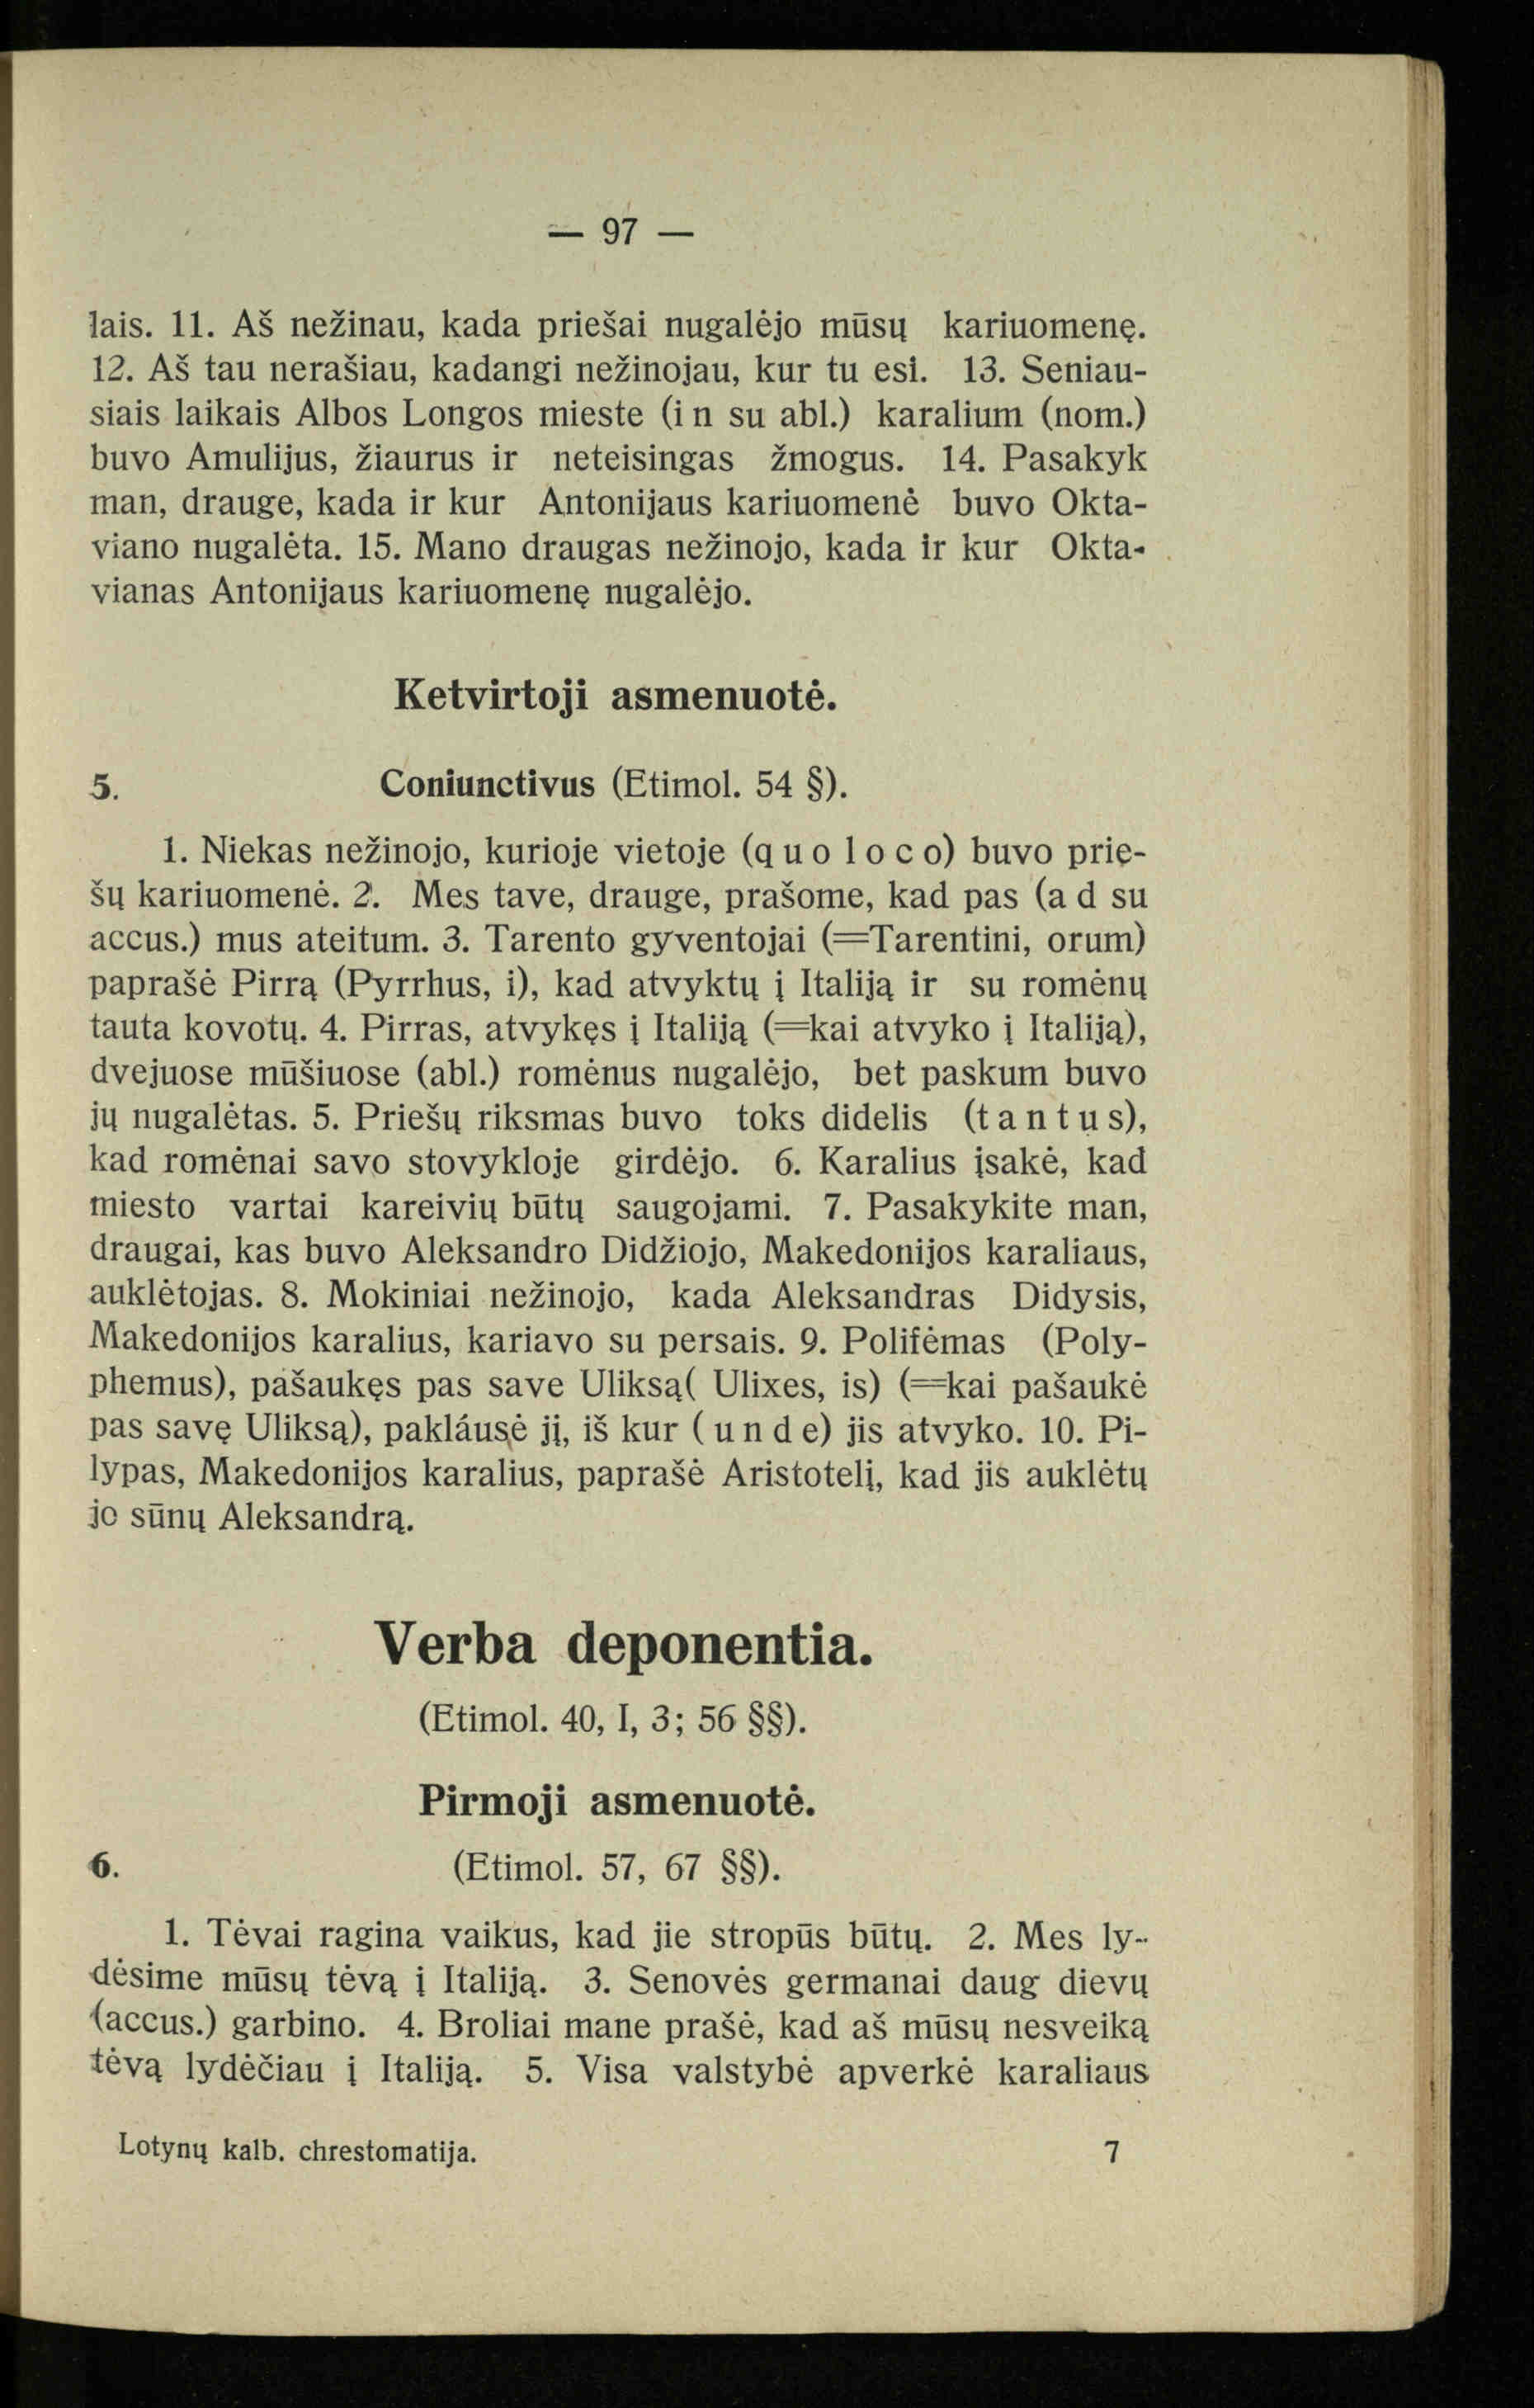 — 97 —
lais. 11. Aš nežinau, kada priešai nugalėjo mūsų kariuomenę.
12. Aš tau nerašiau, kadangi nežinojau, kur tu esi. 13. Seniau-
siais laikais Albos Longos mieste (i n su abl.) karalium (nom.)
buvo Amulijus, žiaurus ir neteisingas žmogus. 14. Pasakyk
man, drauge, kada ir kur Antonijaus kariuomenė buvo Okta-
viano nugalėta. 15. Mano draugas nežinojo, kada ir kur Okta-
vianas Antonijaus kariuomenę nugalėjo.
Ketvirtoji asmenuotė.
5. Coniunctivus (Etimol. 54 §).
1. Niekas nežinojo, kurioje vietoje (q u o l o c o) buvo prie-
šų kariuomenė. 2. Mes tave, drauge, prašome, kad pas (a d su
accus.) mus ateitum. 3. Tarento gyventojai (=Tarentini, orum)
paprašė Pirrą (Pyrrhus, i), kad atvyktų į Italiją ir su romėnų
tauta kovotų. 4. Pirras, atvykęs į Italiją (=kai atvyko į Italiją),
dvejuose mūšiuose (abl.) romėnus nugalėjo, bet paskum buvo
jų nugalėtas. 5. Priešų riksmas buvo toks didelis (t a n t u s),
kad romėnai savo stovykloje girdėjo. 6. Karalius įsakė, kad
miesto vartai kareivių būtų saugojami. 7. Pasakykite man,
draugai, kas buvo Aleksandro Didžiojo, Makedonijos karaliaus,
auklėtojas. 8. Mokiniai nežinojo, kada Aleksandras Didysis,
Makedonijos karalius, kariavo su persais. 9. Polifėmas (Poly-
phemus), pašaukęs pas save Uliksą( Ulixes, is) (=kai pašaukė
pas savę Uliksą), paklausė jį, iš kur ( u n d e) jis atvyko. 10. Pi-
lypas, Makedonijos karalius, paprašė Aristotelį, kad jis auklėtų
jo sūnų Aleksandrą.
Verba deponentia.
(Etimol. 40, I, 3; 56 §§).
Pirmoji asmenuotė.
6. (Etimol. 57, 67 §§).
1. Tėvai ragina vaikus, kad jie stropūs būtų. 2. Mes ly-
dėsime mūsų tėvą į Italiją. 3. Senovės germanai daug dievų
(accus.) garbino. 4. Broliai mane prašė, kad aš mūsų nesveiką
tėvą lydėčiau į Italiją. 5. Visa valstybė apverkė karaliaus
Lotynų kalb. chrestomatija. 7